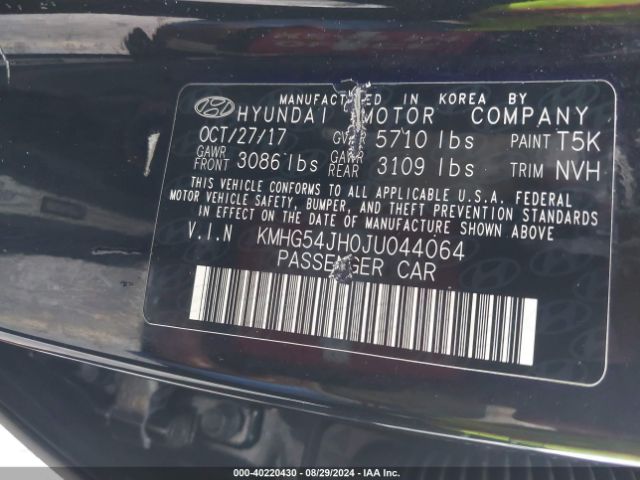 MANUFACTURED IN KOREA BY
HYUNDAI MOTOR COMPANY
OCT/27/17 GVWR 5710 lbs PAINT T5K
GAWR FRONT 3086 lbs GAWR REAR 3109 lbs TRIM NVH
THIS VEHICLE CONFORMS TO ALL APPLICABLE U.S.A. FEDERAL
MOTOR VEHICLE SAFETY, BUMPER, AND THEFT PREVENTION
STANDARDS IN EFFECT ON THE DATE OF MANUFACTURE SHOWN ABOVE.
V.I.N KMHG54JH0JU044064
PASSENGER CAR
000-40220430 - 08/29/2024 - IAA Inc.